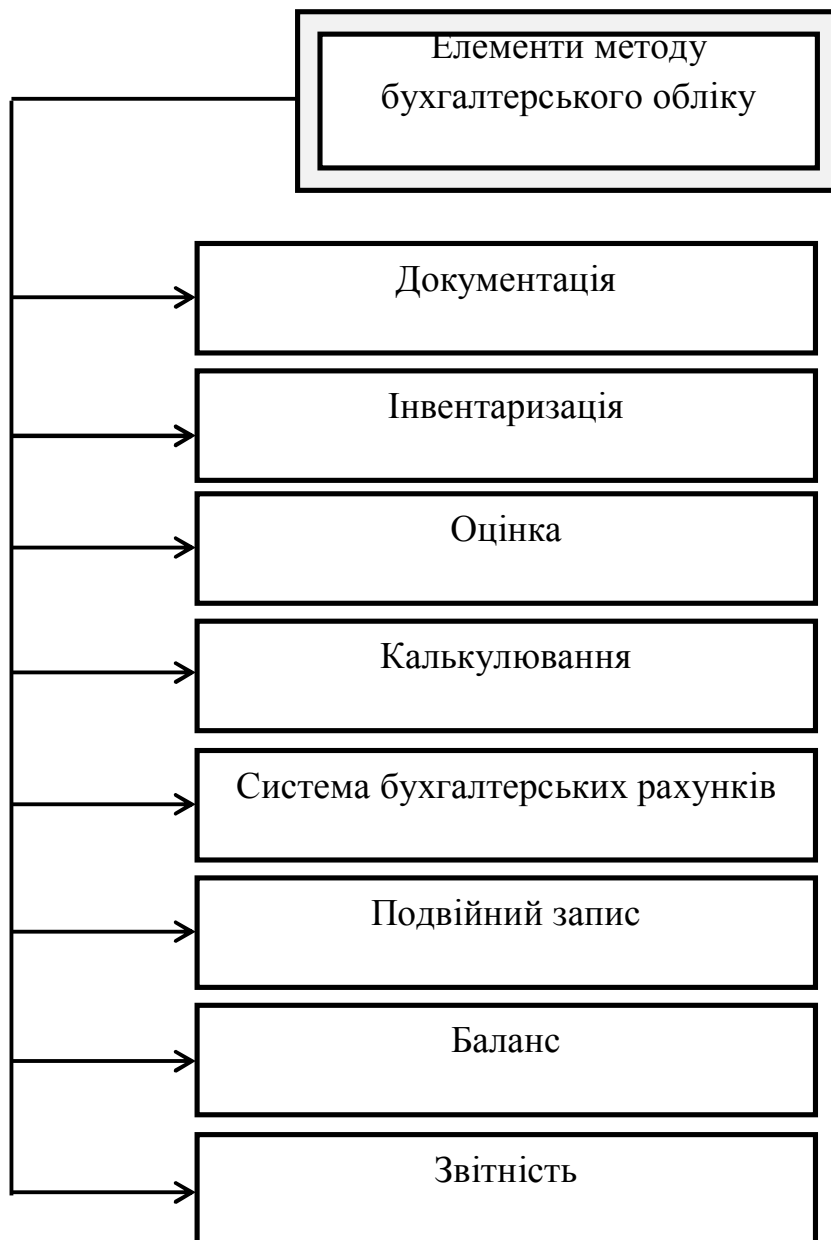 Елементи методу
бухгалтерського обліку
Документація
Інвентаризація
Оцінка
Калькулювання
Система бухгалтерських рахунків
Подвійний запис
Баланс
Звітність